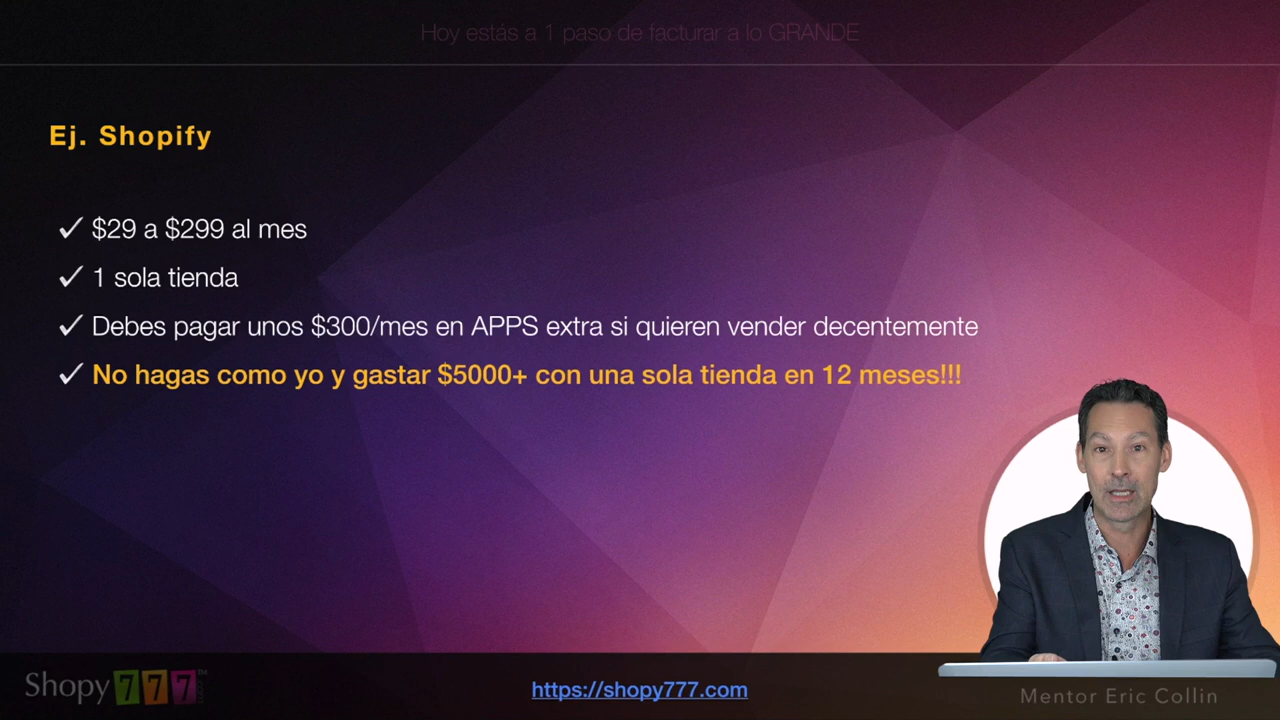 Hoy estás a 1 paso de facturar a lo GRANDE
Ej. Shopify
$29 a $299 al mes
1 sola tienda
Debes pagar unos $300/mes en APPS extra si quieren vender decentemente
No hagas como yo y gastar $5000+ con una sola tienda en 12 meses!!!
Shopy777™
https://shopy777.com
Mentor Eric Collin